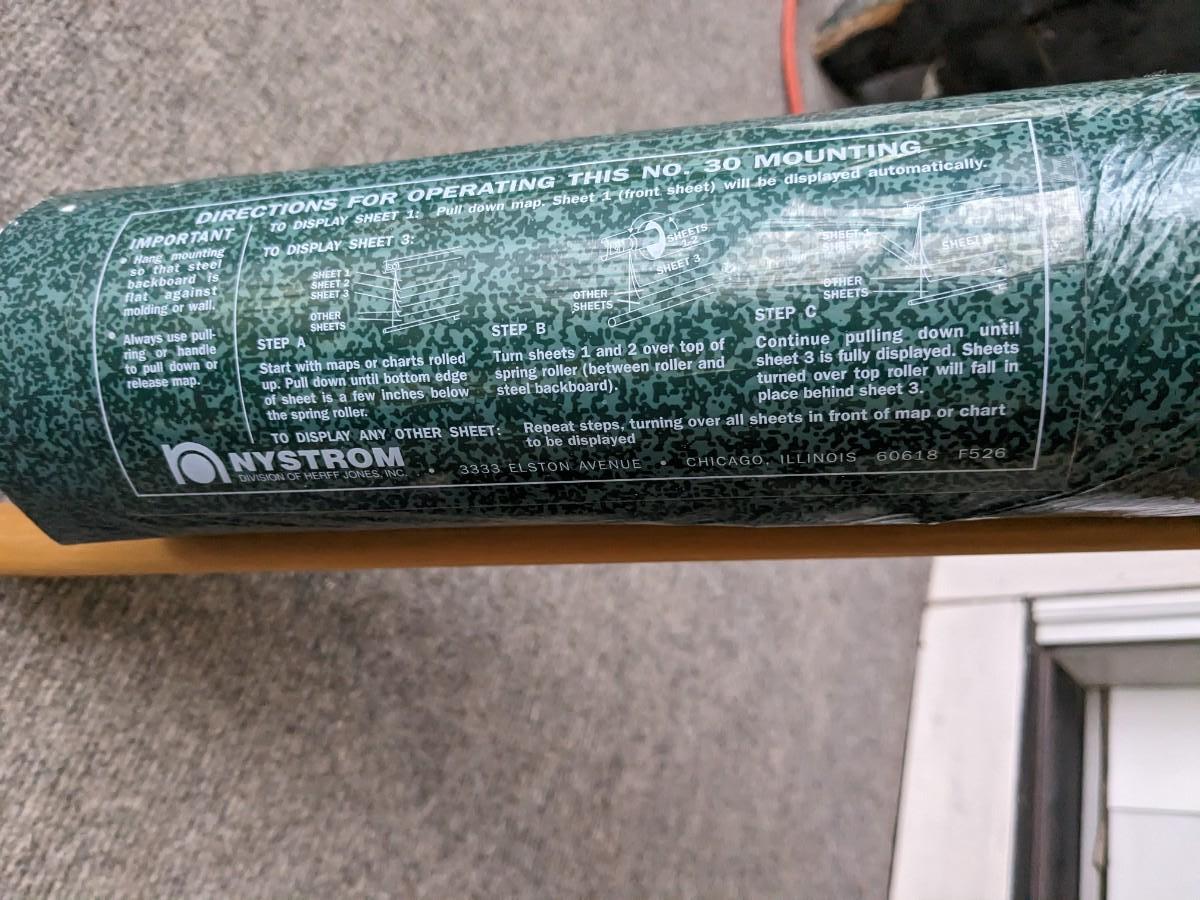 DIRECTIONS FOR OPERATING THIS NO. 30 MOUNTING
TO DISPLAY SHEET 1: Pull down map. Sheet 1 (front sheet) will be displayed automatically.
IMPORTANT
• Hang mounting
so that steel
backboard is
flat against
molding or wall.
• Always use pull-
ring or handle
to pull down or
release map.
TO DISPLAY SHEET 3:
SHEET 1
SHEET 2
SHEET 3
OTHER
SHEETS
STEP A
Start with maps or charts rolled
up. Pull down until bottom edge
of sheet is a few inches below
the spring roller.
SHEETS
1-2
SHEET 3
OTHER
SHEETS
STEP B
Turn sheets 1 and 2 over top of
spring roller (between roller and
steel backboard).
SHEET 1
SHEET 2
SHEET 3
OTHER
SHEETS
STEP C
Continue pulling down until
sheet 3 is fully displayed. Sheets
turned over top roller will fall in
place behind sheet 3.
TO DISPLAY ANY OTHER SHEET: Repeat steps, turning over all sheets in front of map or chart
to be displayed
NYSTROM
DIVISION OF HERFF JONES, INC. • 3333 ELSTON AVENUE • CHICAGO, ILLINOIS 60618 F526